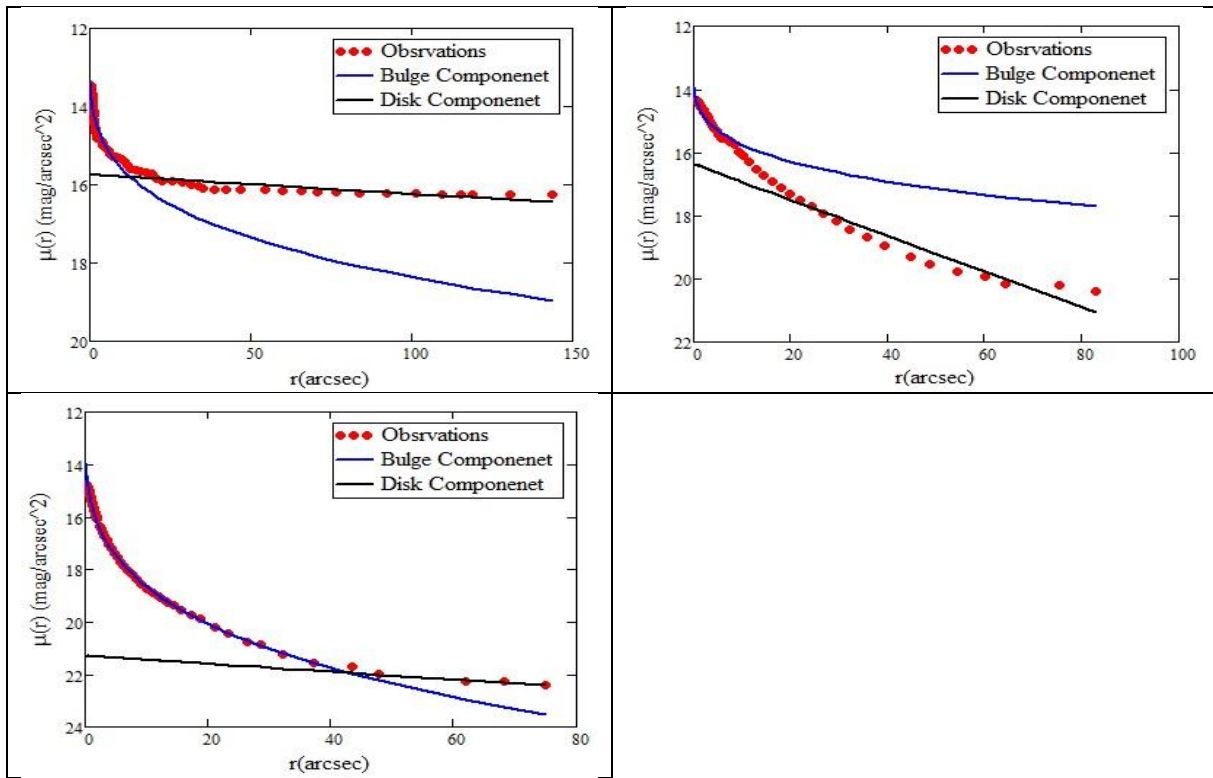 12
14
16
18
20
μ(r) (mag/arcsec^2)
Obsrvations
Bulge Componenet
Disk Componenet
0
50
100
150
r(arcsec)
12
14
16
18
20
22
μ(r) (mag/arcsec^2)
Obsrvations
Bulge Componenet
Disk Componenet
0
20
40
60
80
100
r(arcsec)
12
14
16
18
20
22
24
μ(r) (mag/arcsec^2)
Obsrvations
Bulge Componenet
Disk Componenet
0
20
40
60
80
r(arcsec)